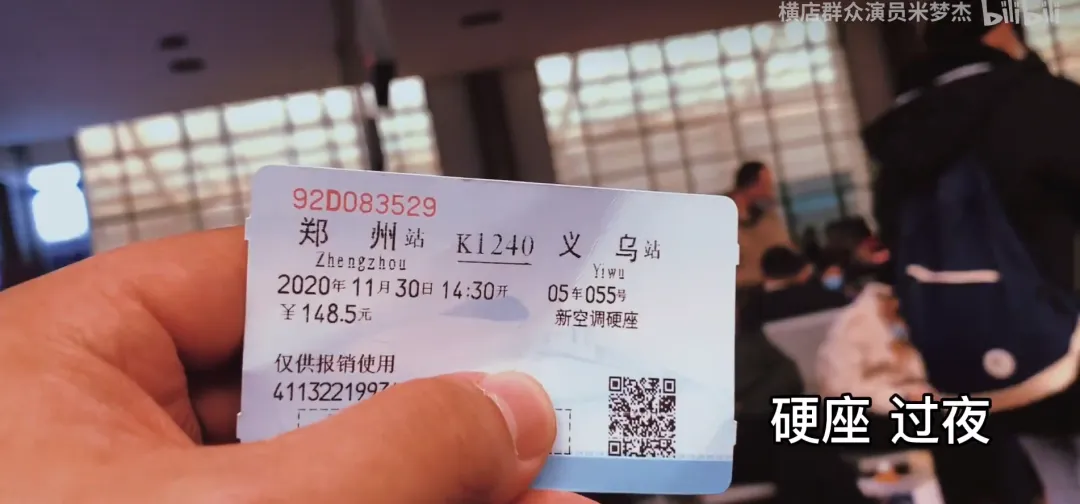 横店群众演员米梦杰 bilibili
92D083529
郑州站 K1240 义乌站
Zhengzhou Yiwu
2020年11月30日 14:30开 05车055号
￥148.5元 新空调硬座
仅供报销使用
4113221997
硬座 过夜